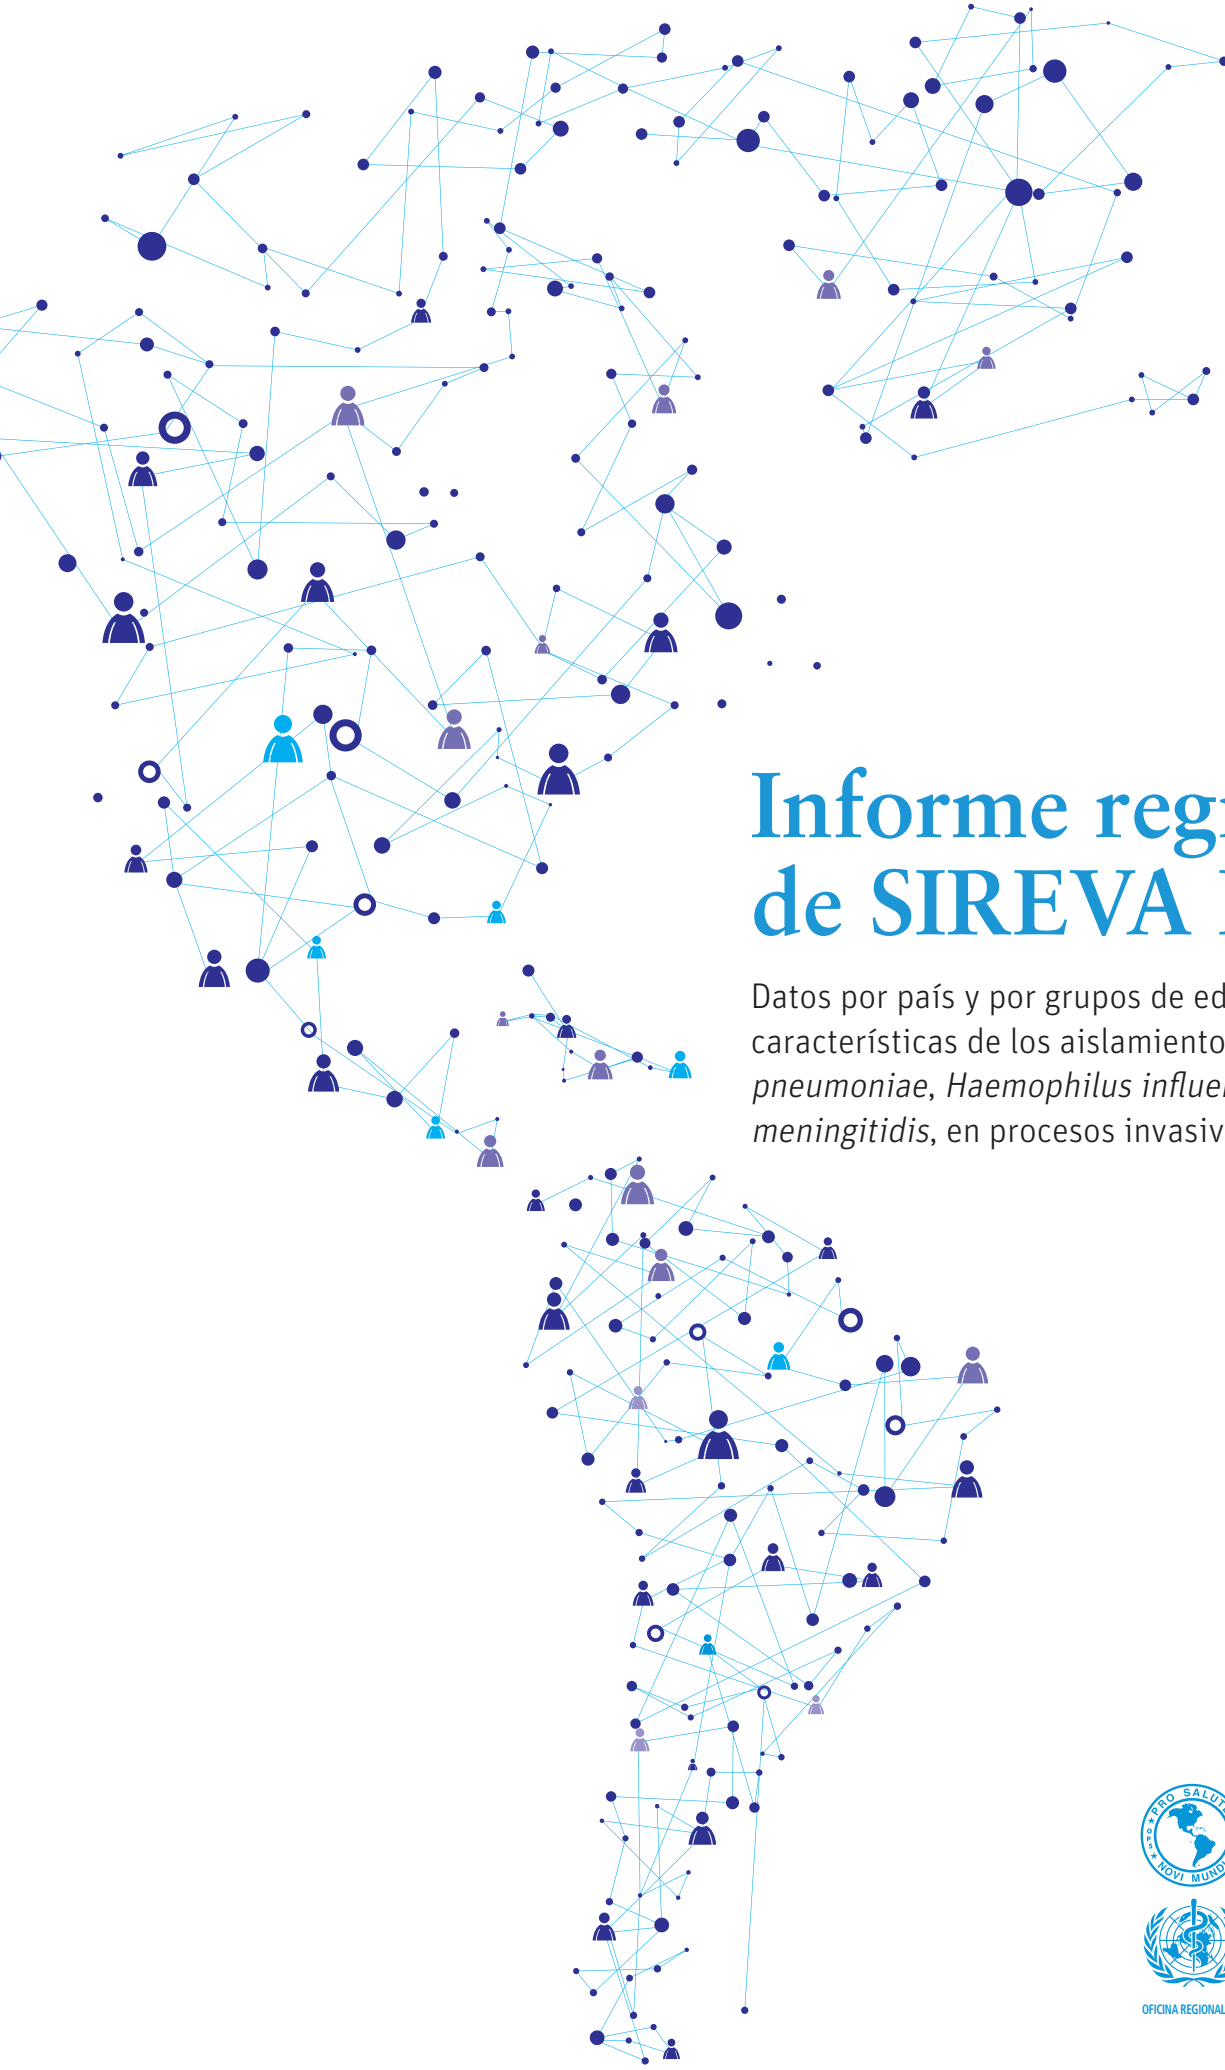 Informe reg
de SIREVA
Datos por país y por grupos de ed
características de los aislamiento
pneumoniae, Haemophilus influe
meningitidis, en procesos invasiv
PRO SALUT
OPS
NOVI MUND
OFICINA REGIONAL